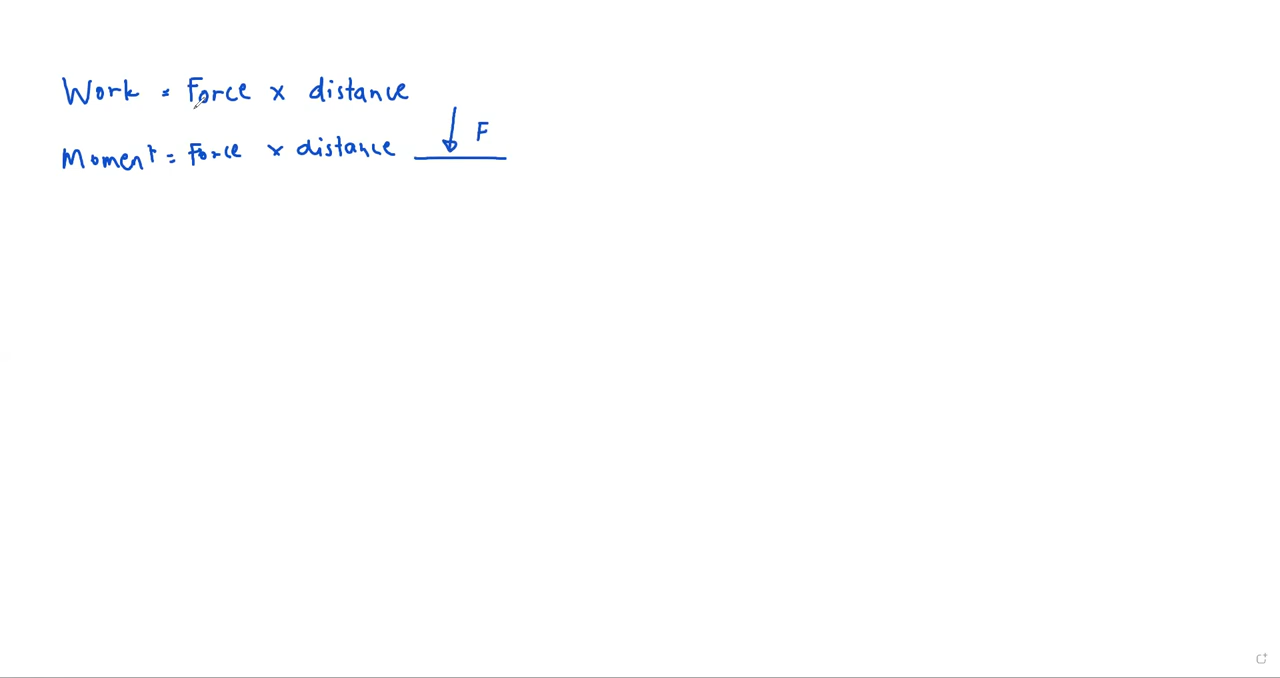 Work = Force x distance
Moment = Force x distance
F